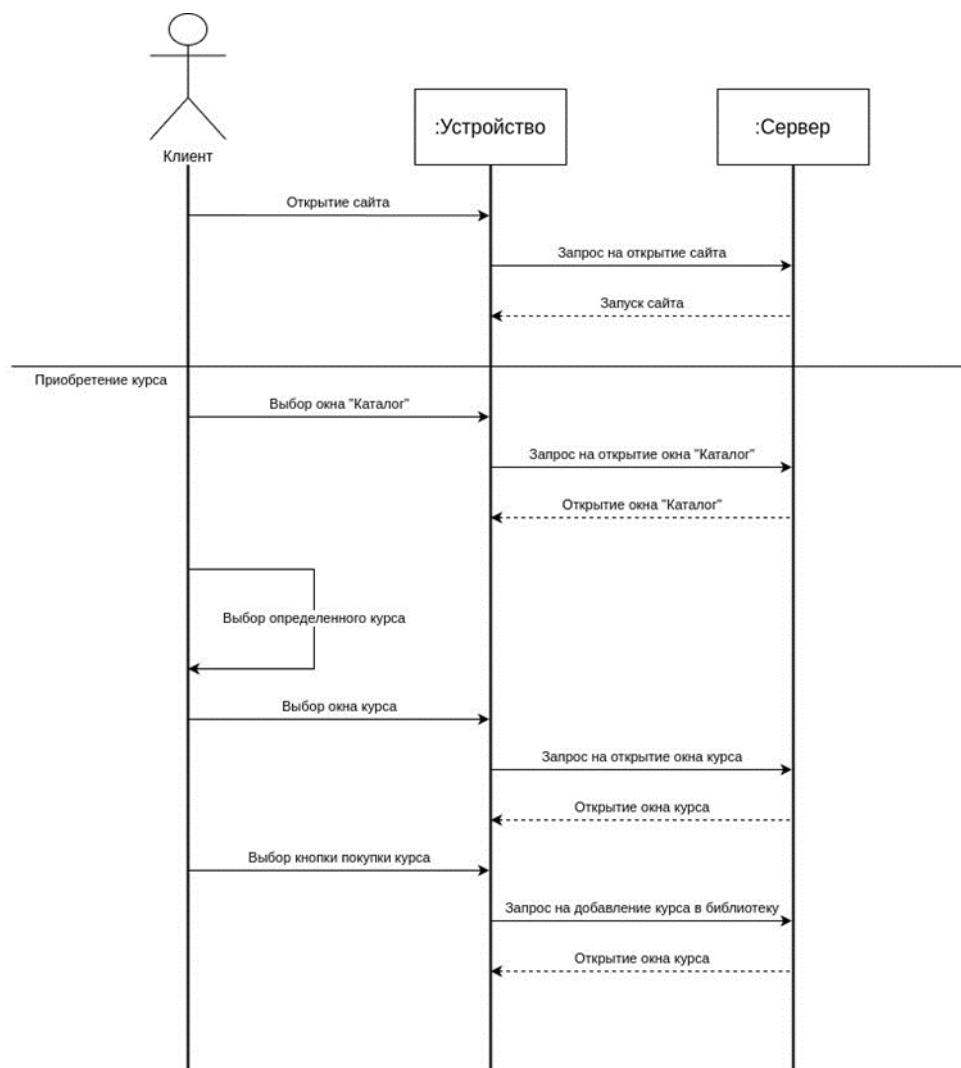 :Устройство
:Сервер
Клиент
Открытие сайта
Запрос на открытие сайта
Запуск сайта
Приобретение курса
Выбор окна "Каталог"
Запрос на открытие окна "Каталог"
Открытие окна "Каталог"
Выбор определенного курса
Выбор окна курса
Запрос на открытие окна курса
Открытие окна курса
Выбор кнопки покупки курса
Запрос на добавление курса в библиотеку
Открытие окна курса